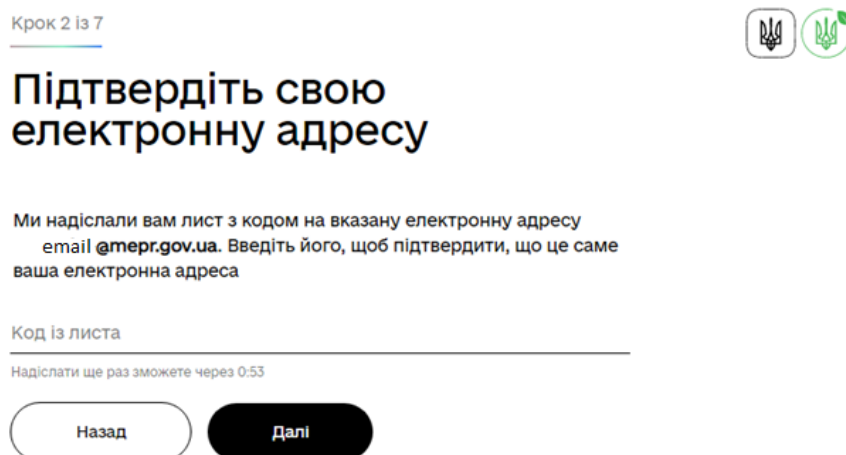 Крок 2 із 7
Підтвердіть свою
електронну адресу
Ми надіслали вам лист з кодом на вказану електронну адресу
email @mepr.gov.ua. Введіть його, щоб підтвердити, що це саме
ваша електронна адреса
Код із листа
Надіслати ще раз зможете через 0:53
Назад Далі